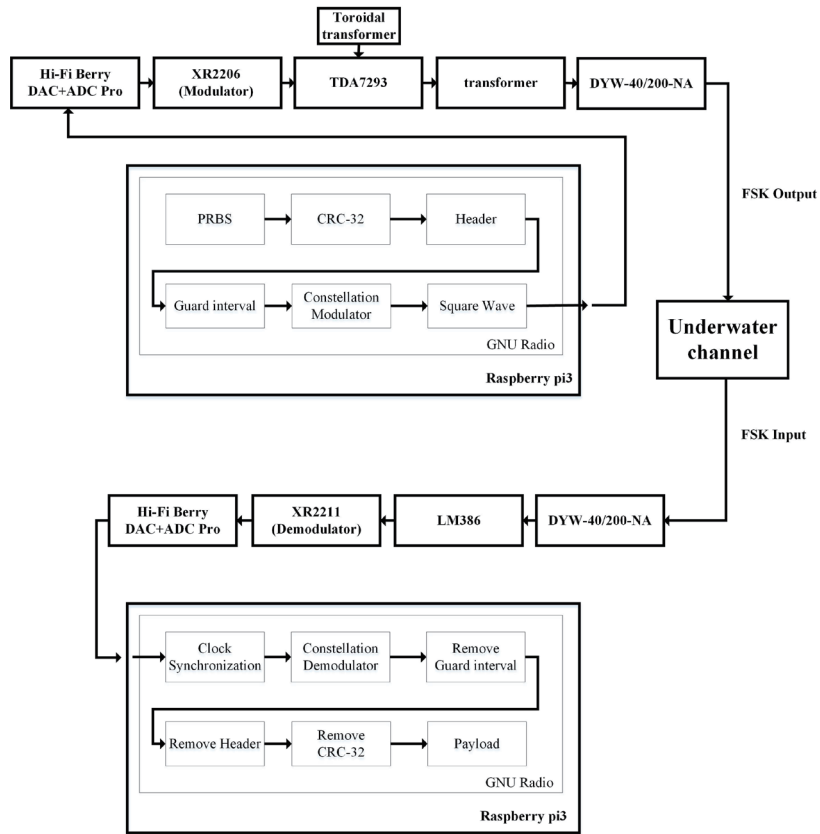 Toroidal
transformer
Hi-Fi Berry
DAC+ADC Pro
XR2206
(Modulator)
TDA7293
transformer
DYW-40/200-NA
FSK Output
PRBS
CRC-32
Header
Guard interval
Constellation
Modulator
Square Wave
GNU Radio
Raspberry pi3
Underwater
channel
FSK Input
Hi-Fi Berry
DAC+ADC Pro
XR2211
(Demodulator)
LM386
DYW-40/200-NA
Clock
Synchronization
Constellation
Demodulator
Remove
Guard interval
Remove Header
Remove
CRC-32
Payload
GNU Radio
Raspberry pi3